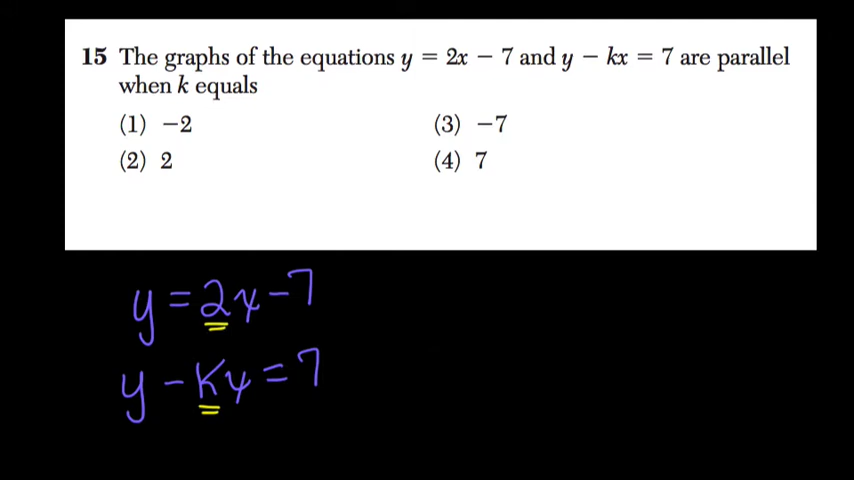 15 The graphs of the equations y = 2x − 7 and y − kx = 7 are parallel
when k equals
(1) −2 (3) −7
(2) 2 (4) 7
y = 2x − 7
y − kx = 7